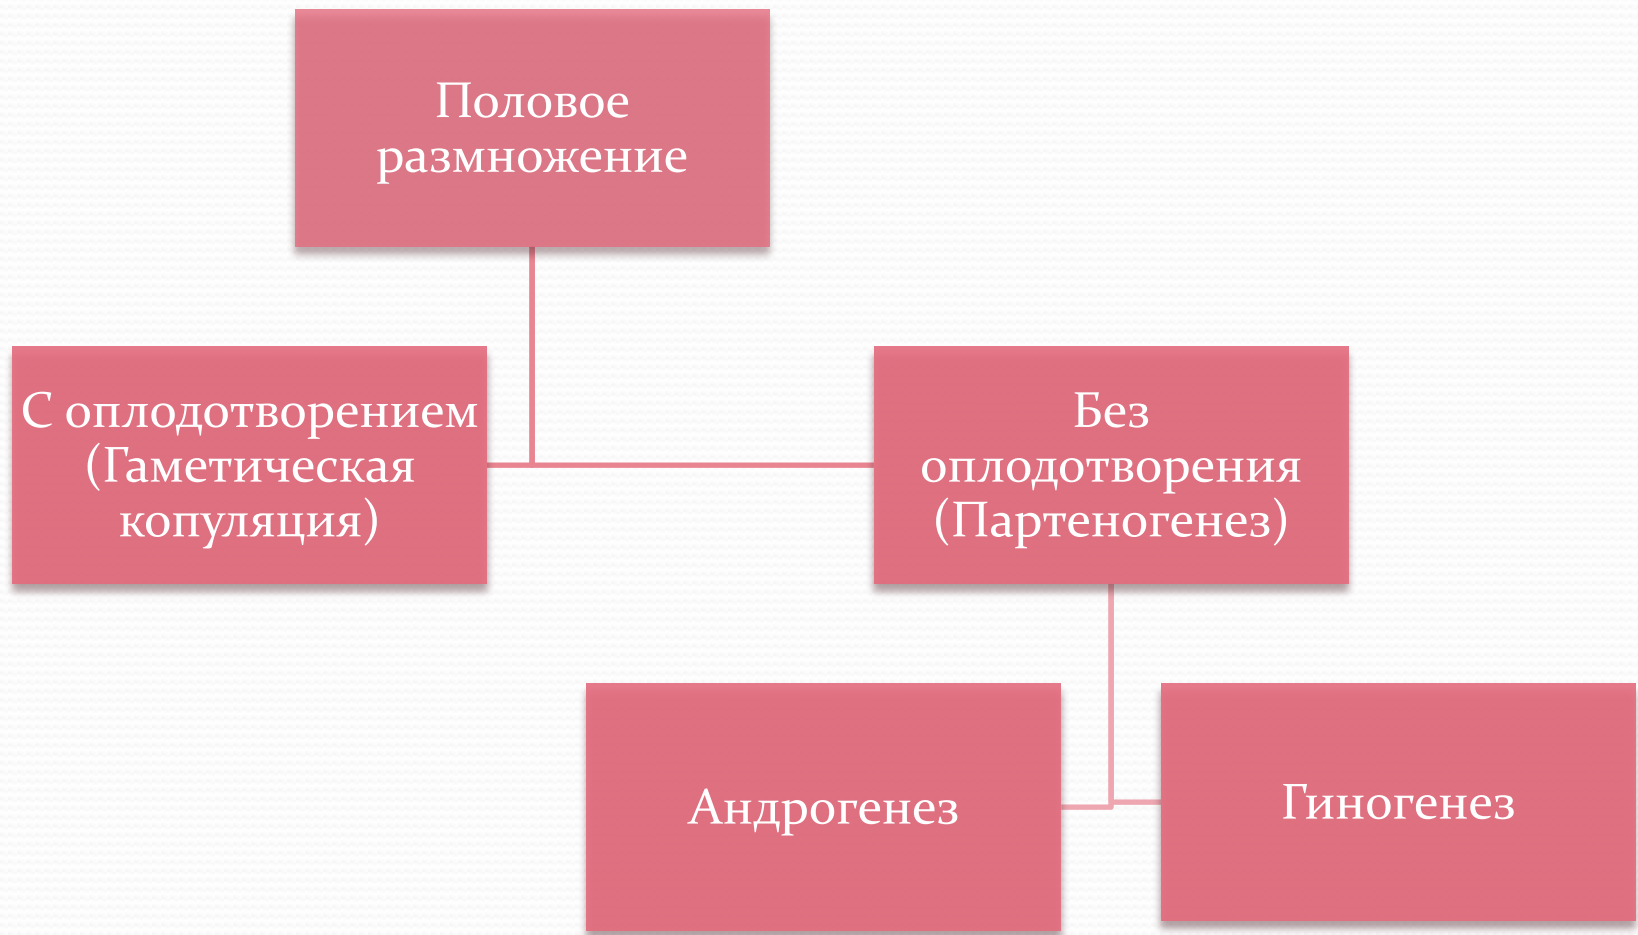 Половое
размножение
С оплодотворением
(Гаметическая
копуляция)
Без
оплодотворения
(Партеногенез)
Андрогенез
Гиногенез